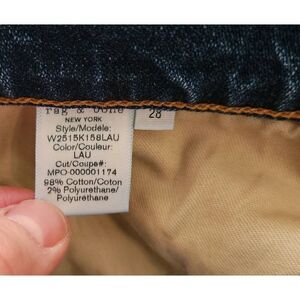 rag & bone
NEW YORK
28
Style/Modèle:
W2515K158LAU
Color/Couleur:
LAU
Cut/Coupe#:
MPO-000001174
98% Cotton/Coton
2% Polyurethane/
Polyurethane